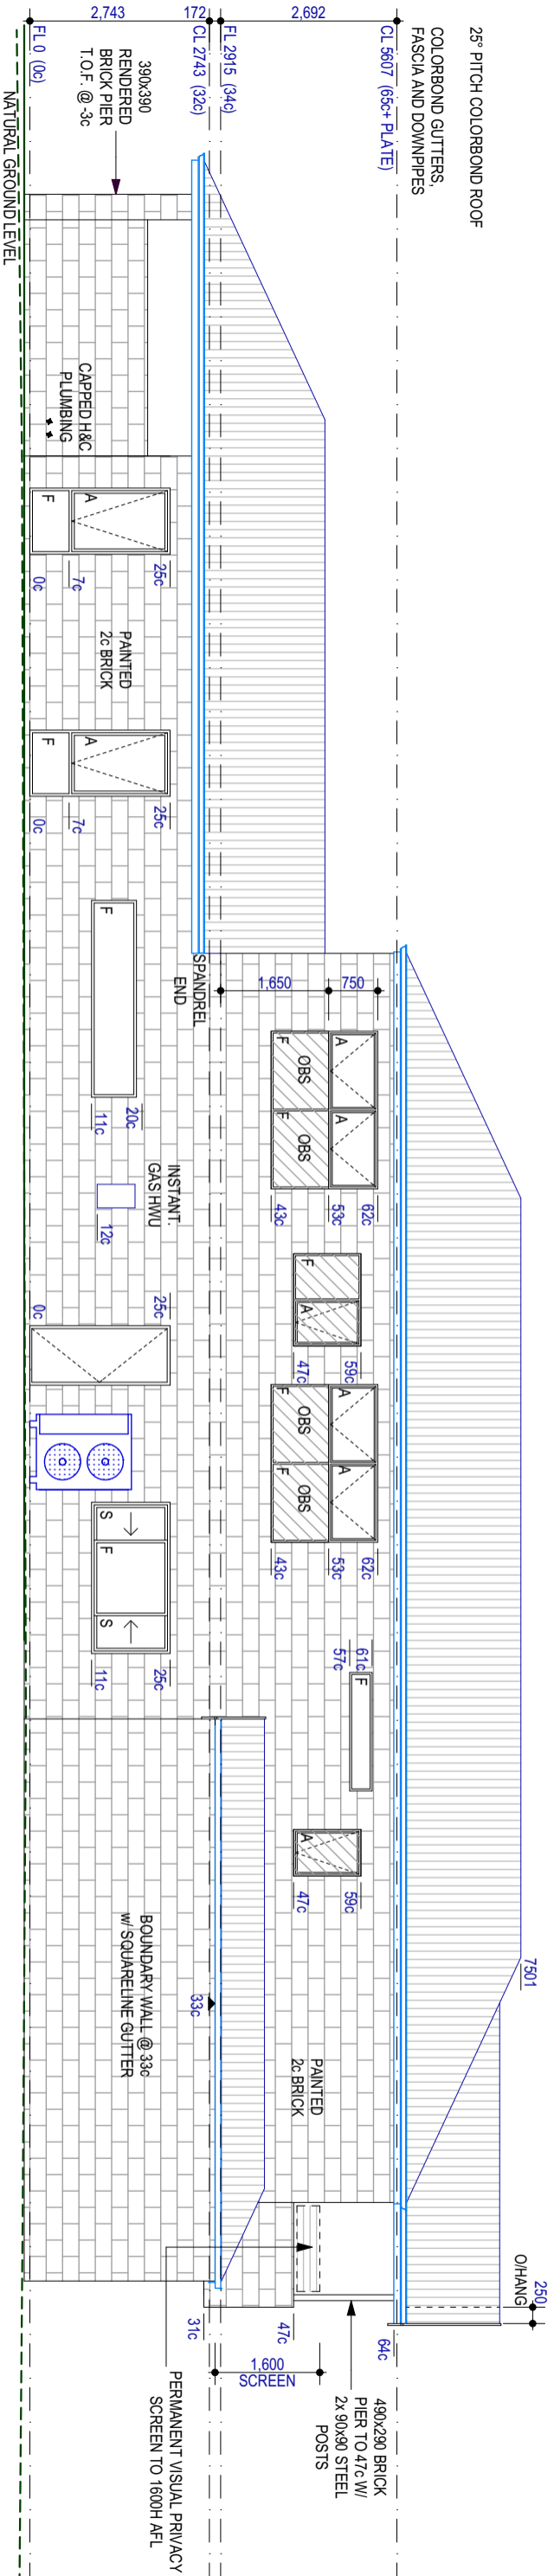 25° PITCH COLORBOND ROOF
COLORBOND GUTTERS,
FASCIA AND DOWNPIPES
CL 5607 (65c+ PLATE)
2,692
FL 2915 (34c)
172
CL 2743 (32c)
2,743
FL 0 (0c)
390x390
RENDERED
BRICK PIER
T.O.F. @ -3c
NATURAL GROUND LEVEL
CAPPED H&C
PLUMBING
A
F
25c
7c
0c
PAINTED
2c BRICK
A
F
25c
7c
0c
F
20c
11c
SPANDREL
END
1,650
750
A
A
F
OBS
F
OBS
62c
53c
43c
INSTANT.
GAS HWU
12c
25c
0c
F
A
59c
47c
A
A
F
OBS
F
OBS
62c
53c
43c
S
F
S
25c
11c
61c
57c
F
A
59c
47c
7501
PAINTED
2c BRICK
BOUNDARY WALL @ 33c
w/ SQUARELINE GUTTER
33c
250
O/HANG
64c
47c
31c
1,600
SCREEN
490x290 BRICK
PIER TO 47c W/
2x 90x90 STEEL
POSTS
PERMANENT VISUAL PRIVACY
SCREEN TO 1600H AFL